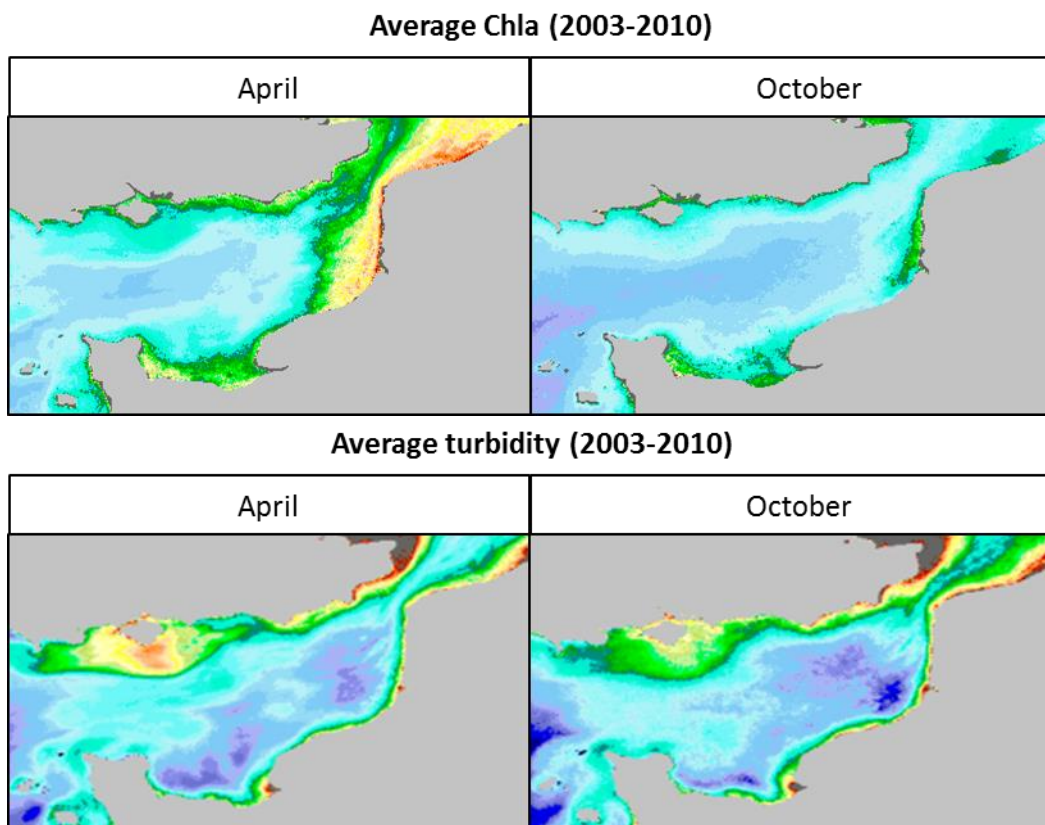 Average Chla (2003-2010)
April
October
Average turbidity (2003-2010)
April
October